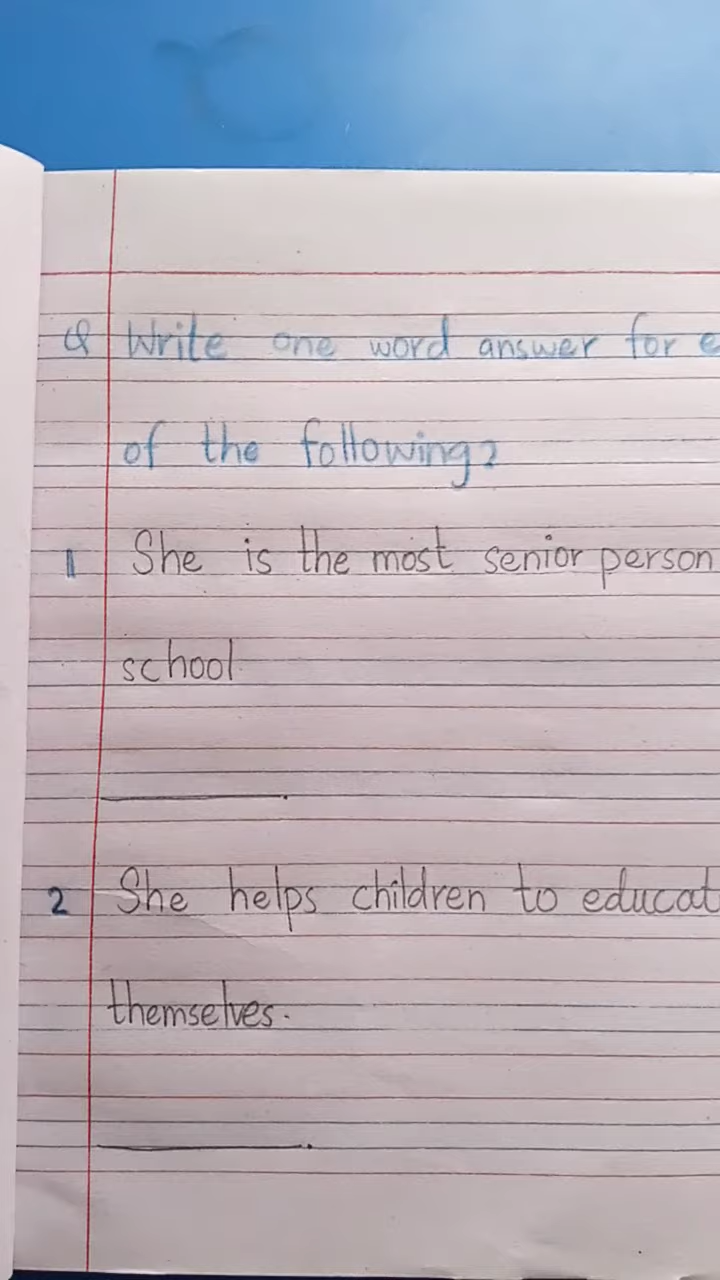 Q Write one word answer for e
of the following?
1 She is the most senior person
school
2 She helps children to educat
themselves.